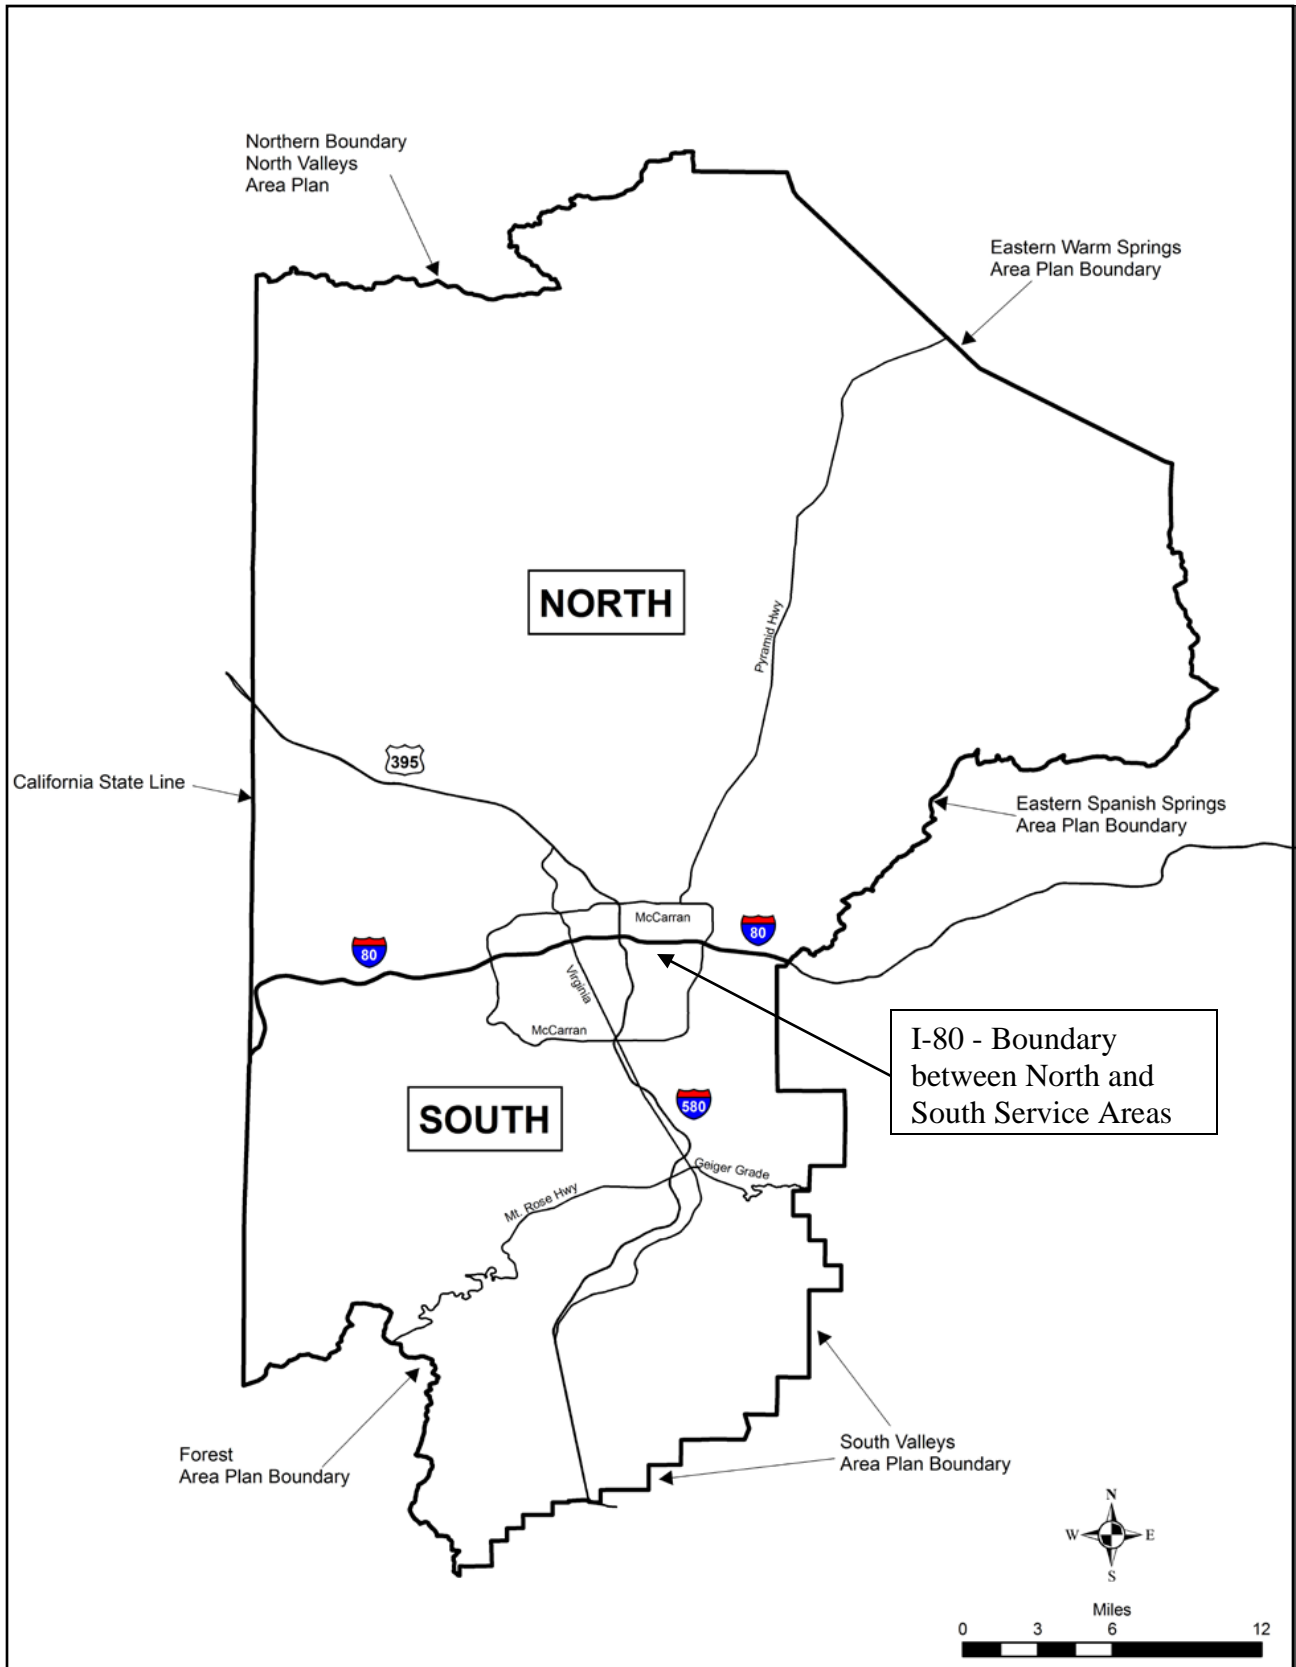 Northern Boundary
North Valleys
Area Plan
Eastern Warm Springs
Area Plan Boundary
NORTH
Pyramid Hwy
395
California State Line
Eastern Spanish Springs
Area Plan Boundary
McCarran
80
80
Virginia
McCarran
I-80 - Boundary
between North and
South Service Areas
SOUTH
580
Geiger Grade
Mt. Rose Hwy
Forest
Area Plan Boundary
South Valleys
Area Plan Boundary
N
W
E
S
Miles
0 3 6 12